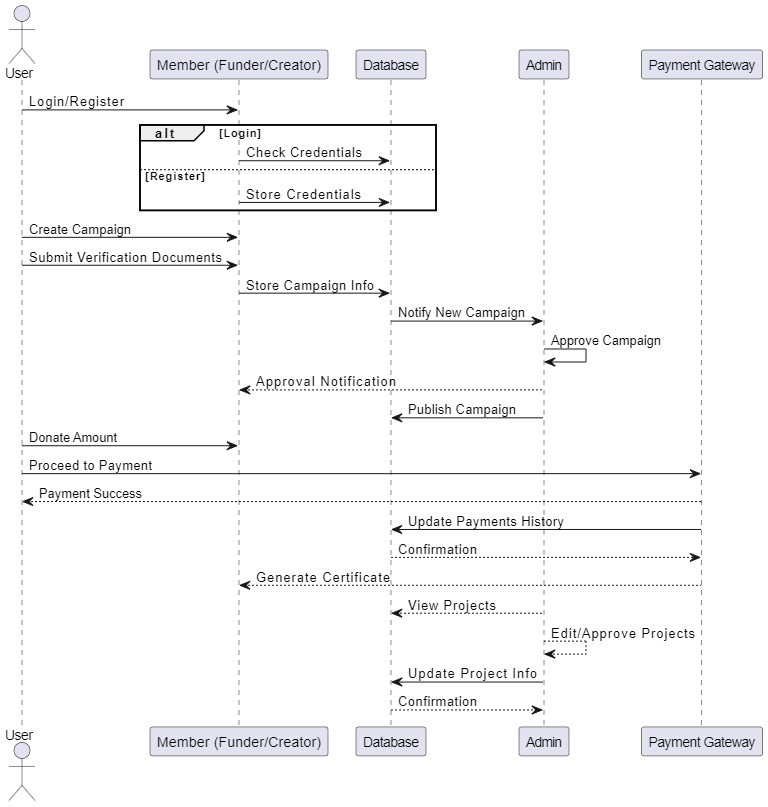 User
Member (Funder/Creator)
Database
Admin
Payment Gateway
Login/Register
alt
[Login]
Check Credentials
[Register]
Store Credentials
Create Campaign
Submit Verification Documents
Store Campaign Info
Notify New Campaign
Approve Campaign
Approval Notification
Publish Campaign
Donate Amount
Proceed to Payment
Payment Success
Update Payments History
Confirmation
Generate Certificate
View Projects
Edit/Approve Projects
Update Project Info
Confirmation
User
Member (Funder/Creator)
Database
Admin
Payment Gateway